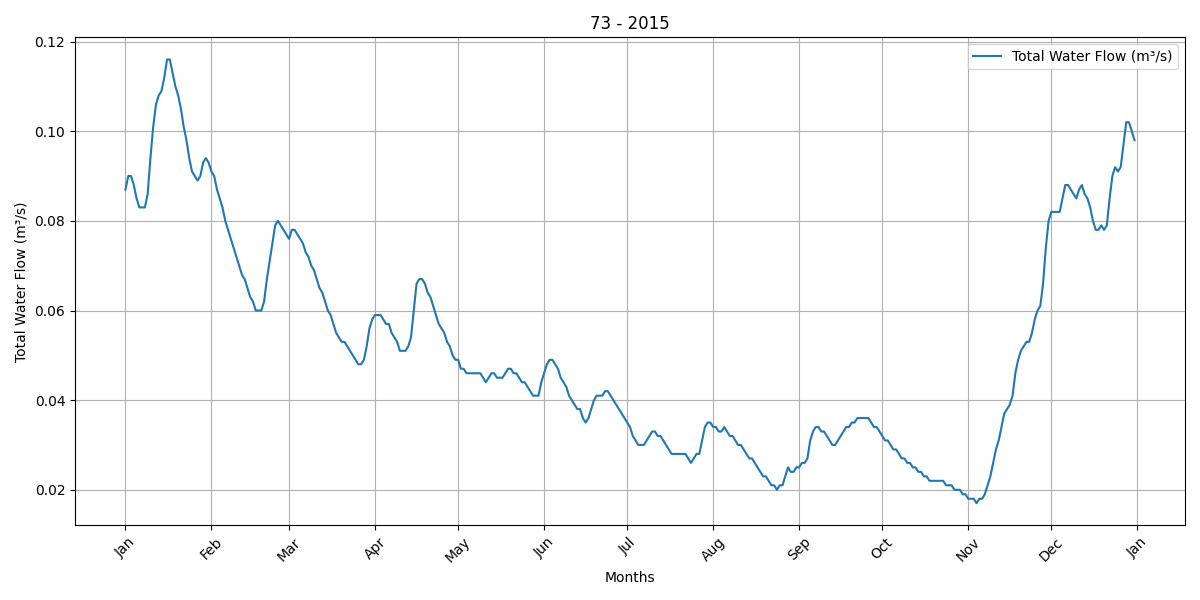 73 - 2015
Total Water Flow (m³/s)
0.12
0.10
0.08
0.06
0.04
0.02
Total Water Flow (m³/s)
Jan
Feb
Mar
Apr
May
Jun
Jul
Aug
Sep
Oct
Nov
Dec
Jan
Months